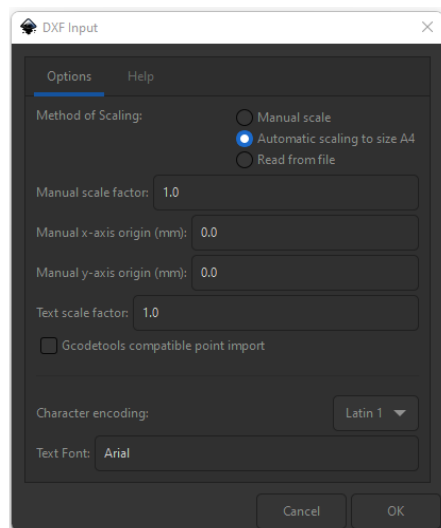 DXF Input
Options Help
Method of Scaling:
Manual scale
Automatic scaling to size A4
Read from file
Manual scale factor: 1.0
Manual x-axis origin (mm): 0.0
Manual y-axis origin (mm): 0.0
Text scale factor: 1.0
Gcodetools compatible point import
Character encoding: Latin 1
Text Font: Arial
Cancel OK